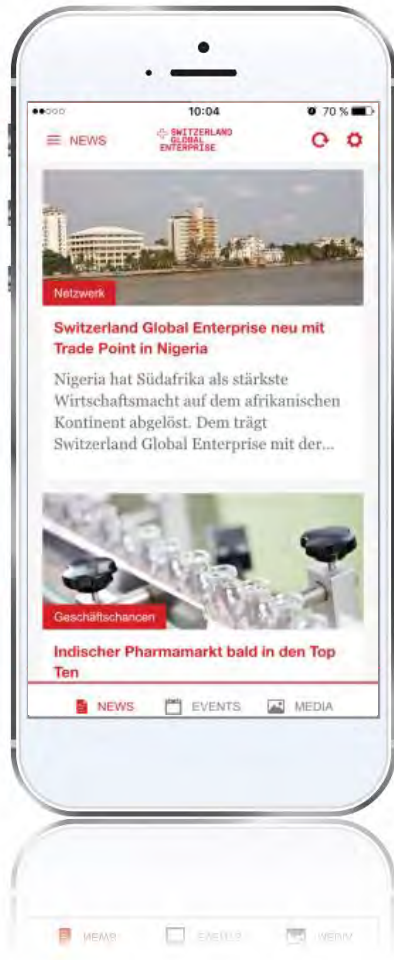 10:04 70 %
NEWS
SWITZERLAND
GLOBAL
ENTERPRISE
Netzwerk
Switzerland Global Enterprise neu mit
Trade Point in Nigeria
Nigeria hat Südafrika als stärkste
Wirtschaftsmacht auf dem afrikanischen
Kontinent abgelöst. Dem trägt
Switzerland Global Enterprise mit der...
Geschäftschancen
Indischer Pharmamarkt bald in den Top
Ten
NEWS EVENTS MEDIA